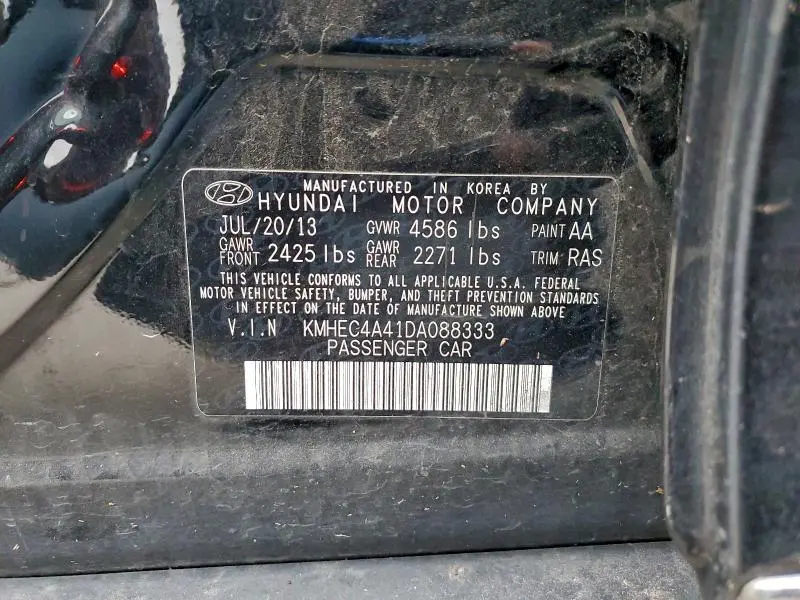 MANUFACTURED IN KOREA BY
HYUNDAI MOTOR COMPANY
JUL/20/13 GVWR 4586 lbs PAINT AA
GAWR FRONT 2425 lbs GAWR REAR 2271 lbs TRIM RAS
THIS VEHICLE CONFORMS TO ALL APPLICABLE U.S.A. FEDERAL
MOTOR VEHICLE SAFETY, BUMPER, AND THEFT PREVENTION STANDARDS
IN EFFECT ON THE DATE OF MANUFACTURE SHOWN ABOVE
V.I.N KMHEC4A41DA088333
PASSENGER CAR